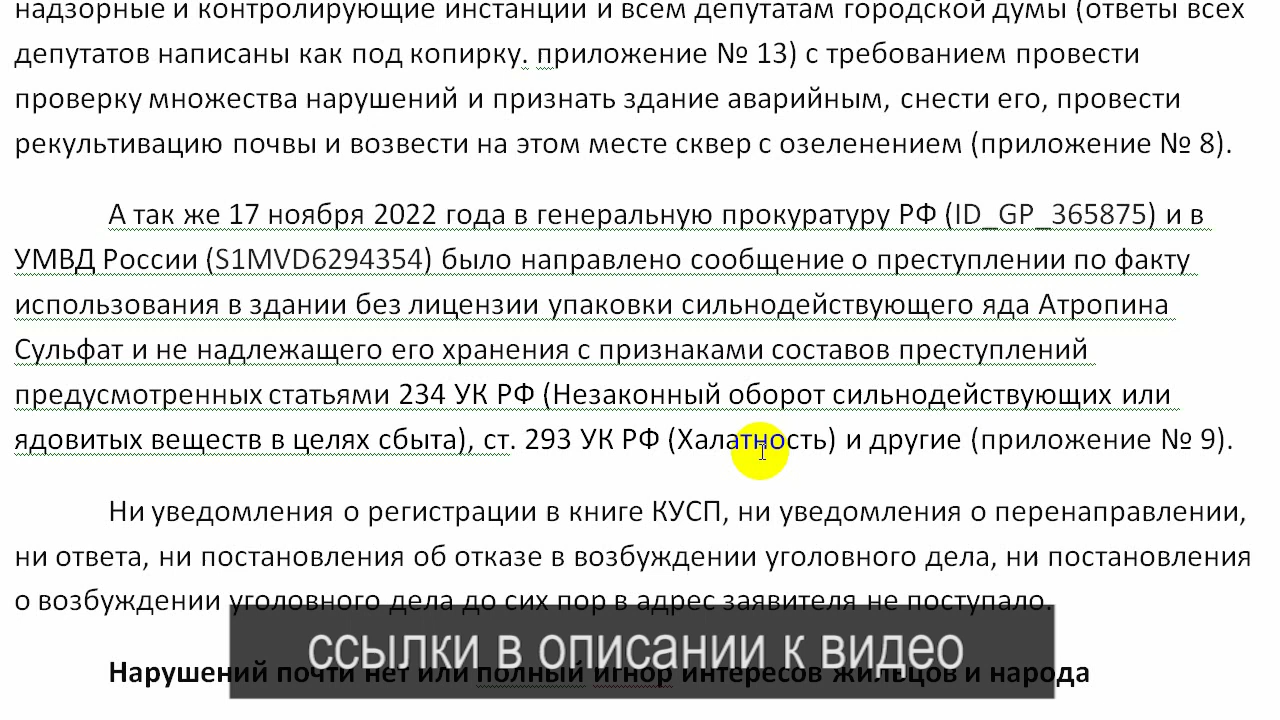 надзорные и контролирующие инстанции и всем депутатам городской думы (ответы всех
депутатов написаны как под копирку. приложение № 13) с требованием провести
проверку множества нарушений и признать здание аварийным, снести его, провести
рекультивацию почвы и возвести на этом месте сквер с озеленением (приложение № 8).
А так же 17 ноября 2022 года в генеральную прокуратуру РФ (ID_GP_365875) и в
УМВД России (S1MVD6294354) было направлено сообщение о преступлении по факту
использования в здании без лицензии упаковки сильнодействующего яда Атропина
Сульфат и не надлежащего его хранения с признаками составов преступлений
предусмотренных статьями 234 УК РФ (Незаконный оборот сильнодействующих или
ядовитых веществ в целях сбыта), ст. 293 УК РФ (Халатность) и другие (приложение № 9).
Ни уведомления о регистрации в книге КУСП, ни уведомления о перенаправлении,
ни ответа, ни постановления об отказе в возбуждении уголовного дела, ни постановления
о возбуждении уголовного дела до сих пор в адрес заявителя не поступало.
ссылки в описании к видео
Нарушений почти нет или полный игнор интересов жильцов и народа